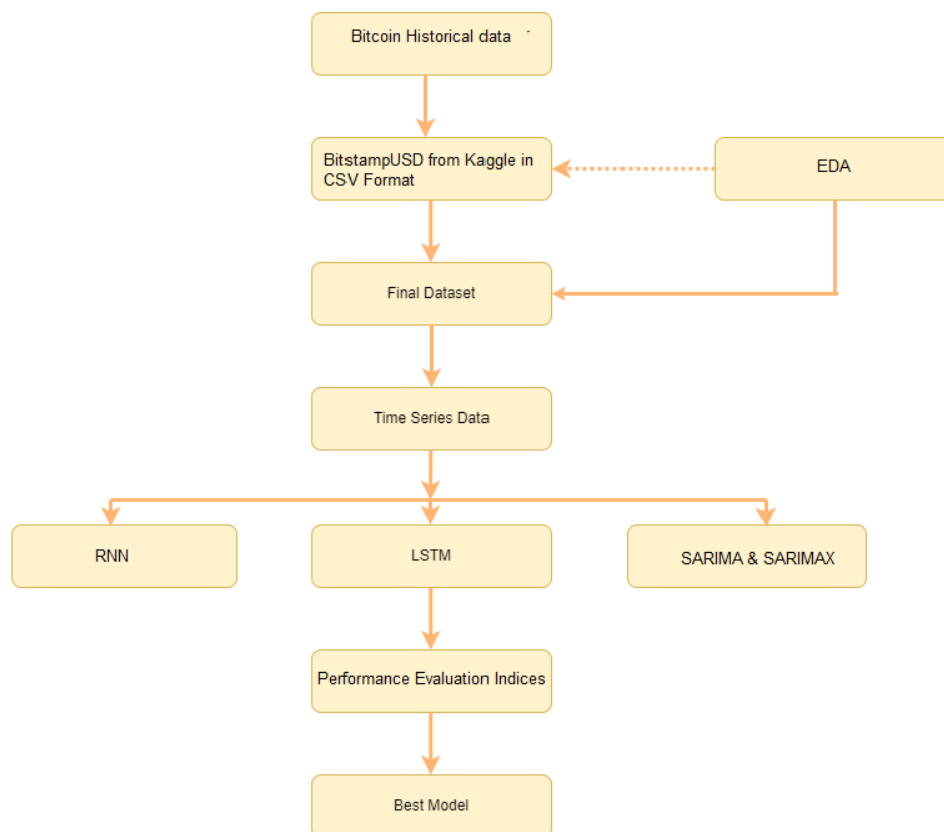 Bitcoin Historical data
BitstampUSD from Kaggle in
CSV Format
EDA
Final Dataset
Time Series Data
RNN
LSTM
SARIMA & SARIMAX
Performance Evaluation Indices
Best Model